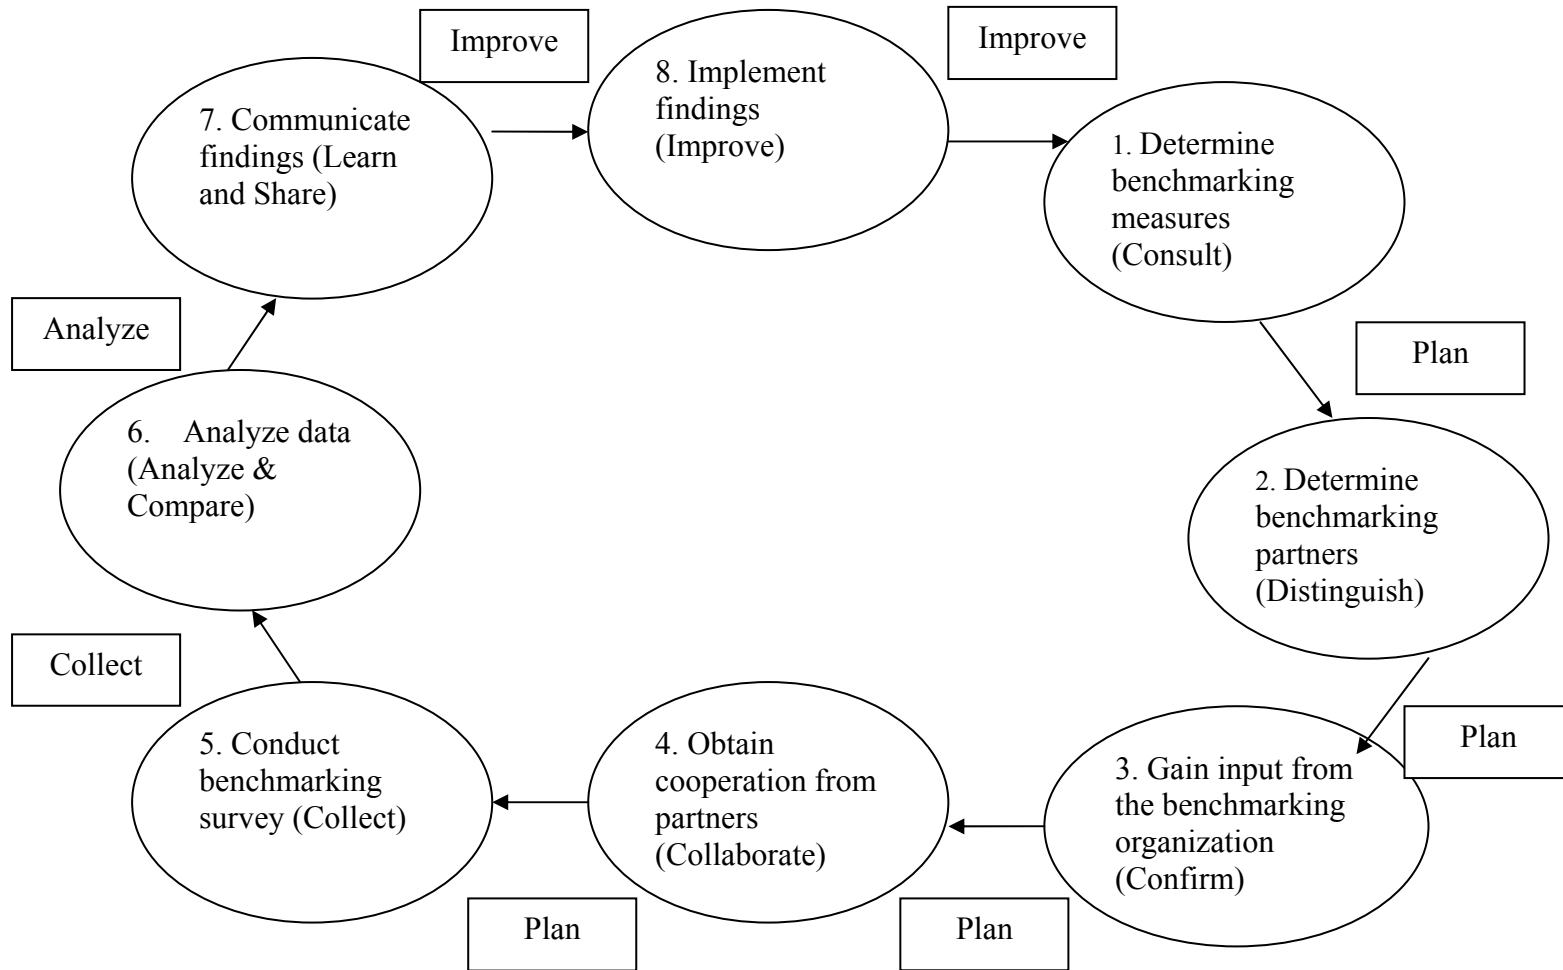 Improve
Improve
8. Implement
findings
(Improve)
7. Communicate
findings (Learn
and Share)
1. Determine
benchmarking
measures
(Consult)
Analyze
Plan
6. Analyze data
(Analyze &
Compare)
2. Determine
benchmarking
partners
(Distinguish)
Collect
Plan
5. Conduct
benchmarking
survey (Collect)
4. Obtain
cooperation from
partners
(Collaborate)
3. Gain input from
the benchmarking
organization
(Confirm)
Plan
Plan